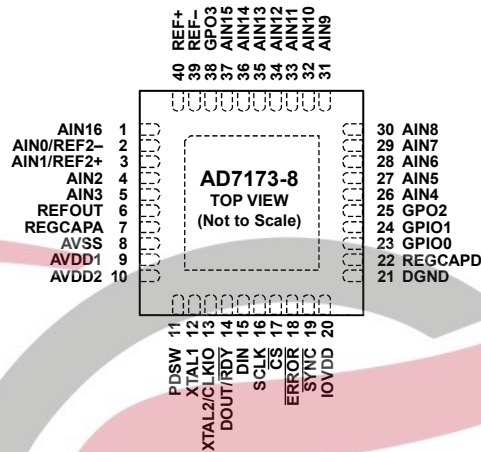 40 REF+
39 REF–
38 GPO3
37 AIN15
36 AIN14
35 AIN13
34 AIN12
33 AIN11
32 AIN10
31 AIN9
AIN16 1
AIN0/REF2– 2
AIN1/REF2+ 3
AIN2 4
AIN3 5
REFOUT 6
REGCAPA 7
AVSS 8
AVDD1 9
AVDD2 10
AD7173-8
TOP VIEW
(Not to Scale)
30 AIN8
29 AIN7
28 AIN6
27 AIN5
26 AIN4
25 GPO2
24 GPIO1
23 GPIO0
22 REGCAPD
21 DGND
PDSW 11
XTAL1 12
XTAL2/CLKIO 13
DOUT/RDY 14
DIN 15
SCLK 16
CS 17
ERROR 18
SYNC 19
IOVDD 20